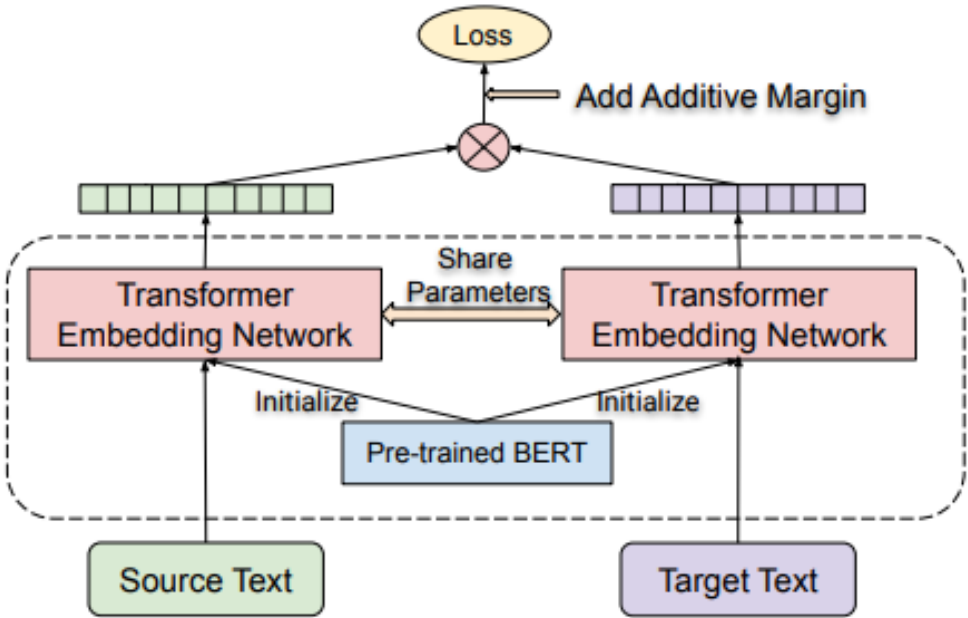 Loss
Add Additive Margin
Share
Parameters
Transformer
Embedding Network
Transformer
Embedding Network
Initialize
Initialize
Pre-trained BERT
Source Text
Target Text